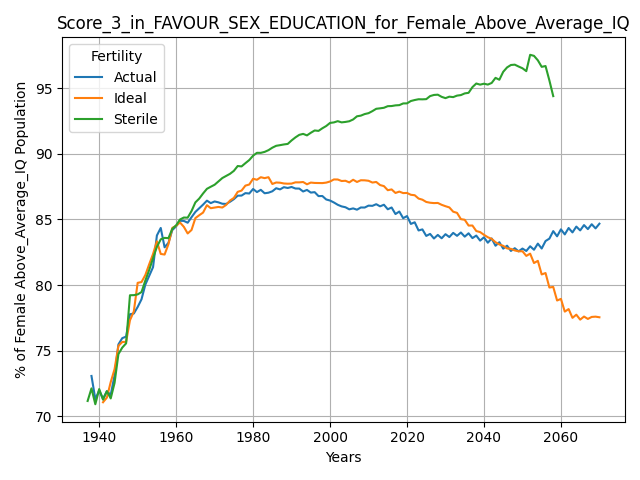 Score_3_in_FAVOUR_SEX_EDUCATION_for_Female_Above_Average_IQ
Fertility
Actual
Ideal
Sterile
% of Female Above_Average_IQ Population
95
90
85
80
75
70
1940 1960 1980 2000 2020 2040 2060
Years